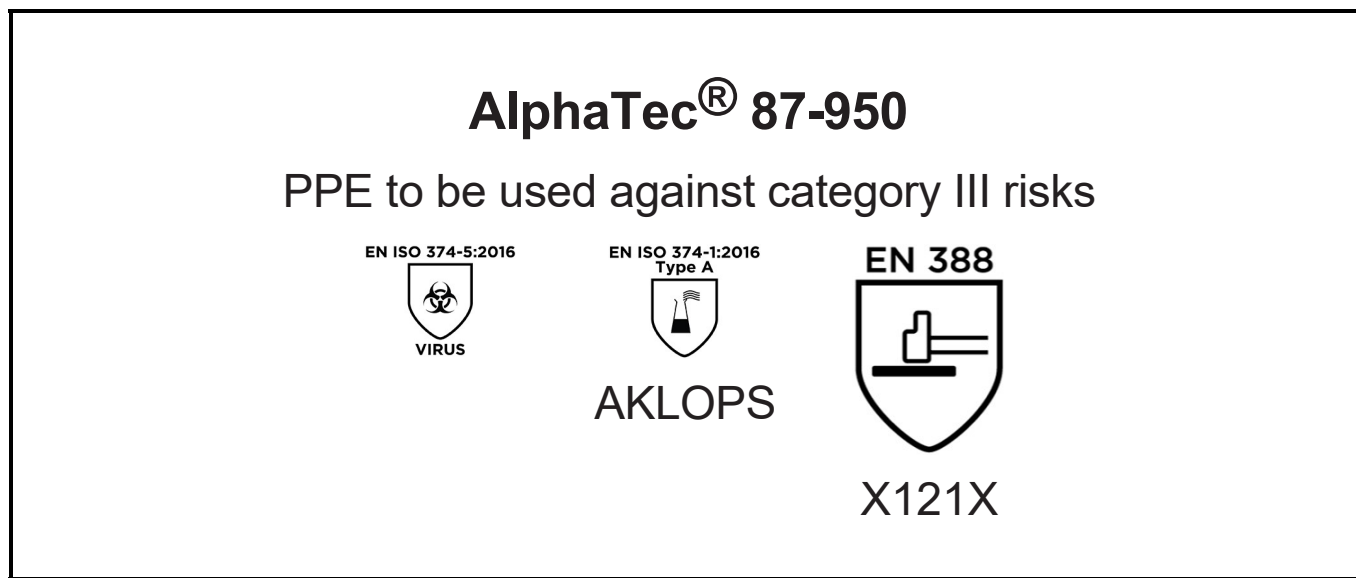 AlphaTec® 87-950
PPE to be used against category III risks
EN ISO 374-5:2016
VIRUS
EN ISO 374-1:2016
Type A
AKLOPS
EN 388
X121X